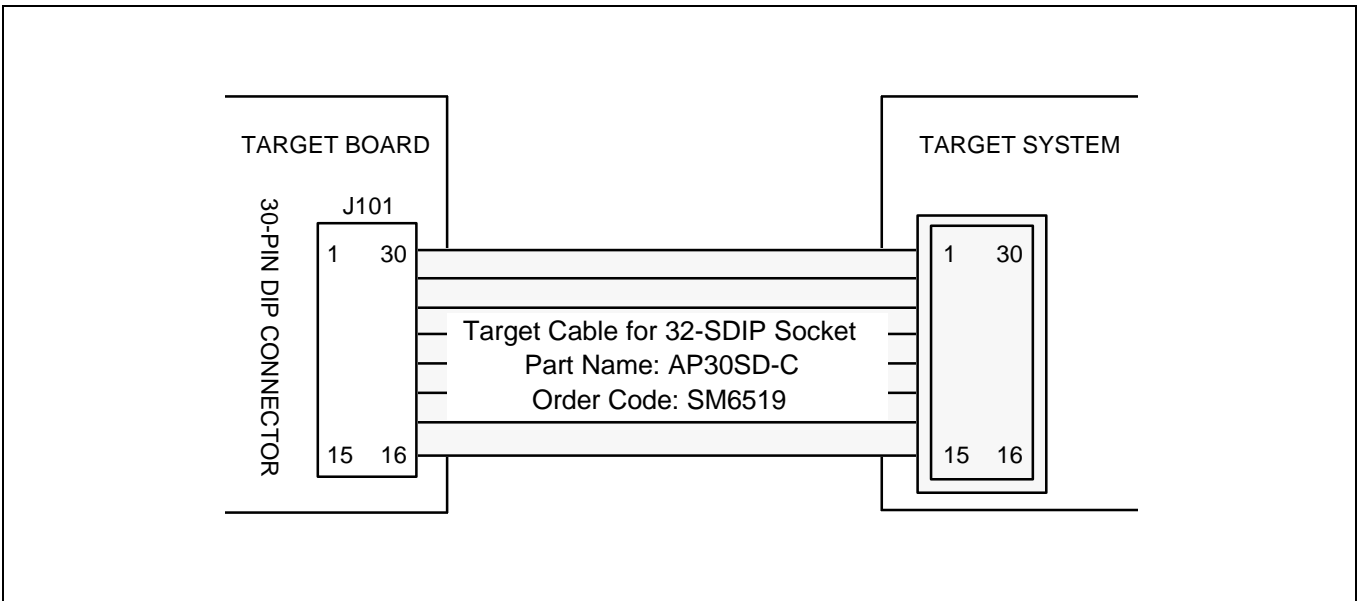 TARGET BOARD
30-PIN DIP CONNECTOR
J101
1 30
15 16
Target Cable for 32-SDIP Socket
Part Name: AP30SD-C
Order Code: SM6519
TARGET SYSTEM
1 30
15 16